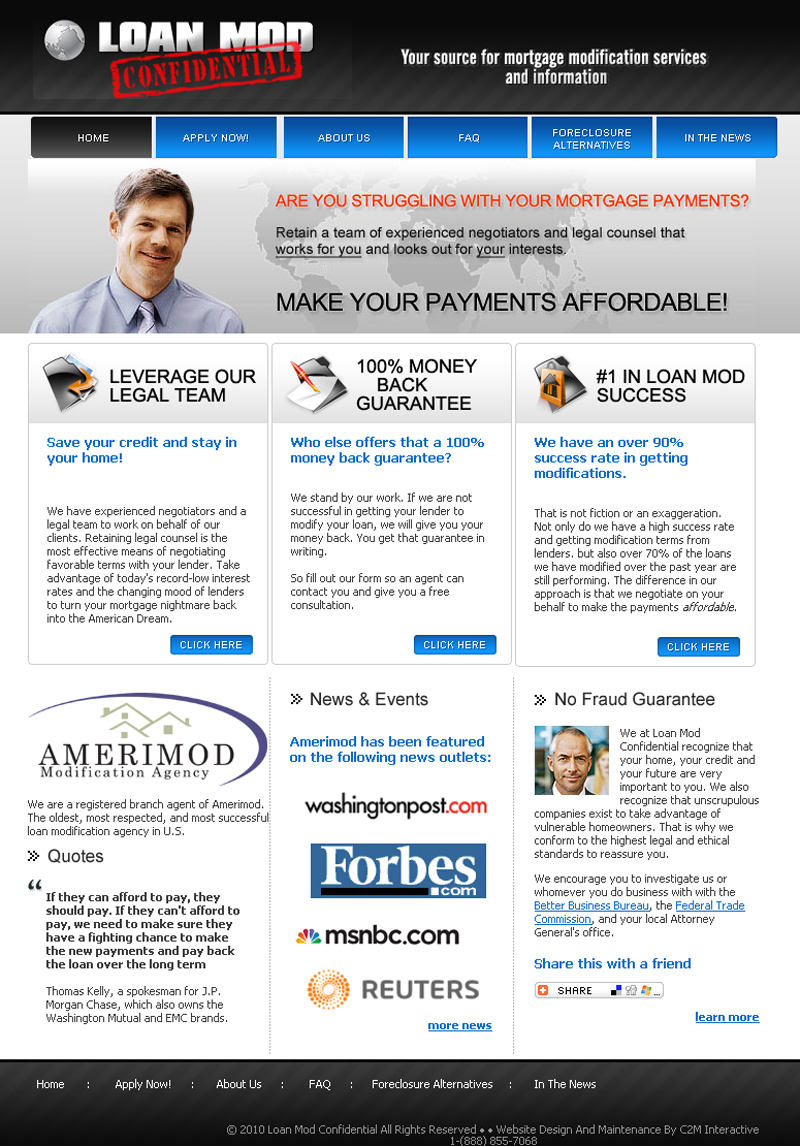 LOAN MOD
CONFIDENTIAL
Your source for mortgage modification services
and information
HOME
APPLY NOW!
ABOUT US
FAQ
FORECLOSURE
ALTERNATIVES
IN THE NEWS
ARE YOU STRUGGLING WITH YOUR MORTGAGE PAYMENTS?
Retain a team of experienced negotiators and legal counsel that
works for you and looks out for your interests.
MAKE YOUR PAYMENTS AFFORDABLE!
LEVERAGE OUR
LEGAL TEAM
Save your credit and stay in
your home!
We have experienced negotiators and a
legal team to work on behalf of our
clients. Retaining legal counsel is the
most effective means of negotiating
favorable terms with your lender. Take
advantage of today's record-low interest
rates and the changing mood of lenders
to turn your mortgage nightmare back
into the American Dream.
CLICK HERE
100% MONEY
BACK
GUARANTEE
Who else offers that a 100%
money back guarantee?
We stand by our work. If we are not
successful in getting your lender to
modify your loan, we will give you your
money back. You get that guarantee in
writing.
So fill out our form so an agent can
contact you and give you a free
consultation.
CLICK HERE
#1 IN LOAN MOD
SUCCESS
We have an over 90%
success rate in getting
modifications.
That is not fiction or an exaggeration.
Not only do we have a high success rate
and getting modification terms from
lenders. but also over 70% of the loans
we have modified over the past year are
still performing. The difference in our
approach is that we negotiate on your
behalf to make the payments affordable.
CLICK HERE
AMERIMOD
Modification Agency
We are a registered branch agent of Amerimod.
The oldest, most respected, and most successful
loan modification agency in U.S.
Quotes
“ If they can afford to pay, they
should pay. If they can't afford to
pay, we need to make sure they
have a fighting chance to make
the new payments and pay back
the loan over the long term
Thomas Kelly, a spokesman for J.P.
Morgan Chase, which also owns the
Washington Mutual and EMC brands.
News & Events
Amerimod has been featured
on the following news outlets:
washingtonpost.com
Forbes
.com
msnbc.com
REUTERS
more news
No Fraud Guarantee
We at Loan Mod
Confidential recognize that
your home, your credit and
your future are very
important to you. We also
recognize that unscrupulous
companies exist to take advantage of
vulnerable homeowners. That is why we
conform to the highest legal and ethical
standards to reassure you.
We encourage you to investigate us or
whomever you do business with with the
Better Business Bureau, the Federal Trade
Commission, and your local Attorney
General's office.
Share this with a friend
SHARE
learn more
Home : Apply Now! : About Us : FAQ : Foreclosure Alternatives : In The News
© 2010 Loan Mod Confidential All Rights Reserved ♦ ♦ Website Design And Maintenance By C2M Interactive
1-(888) 855-7068